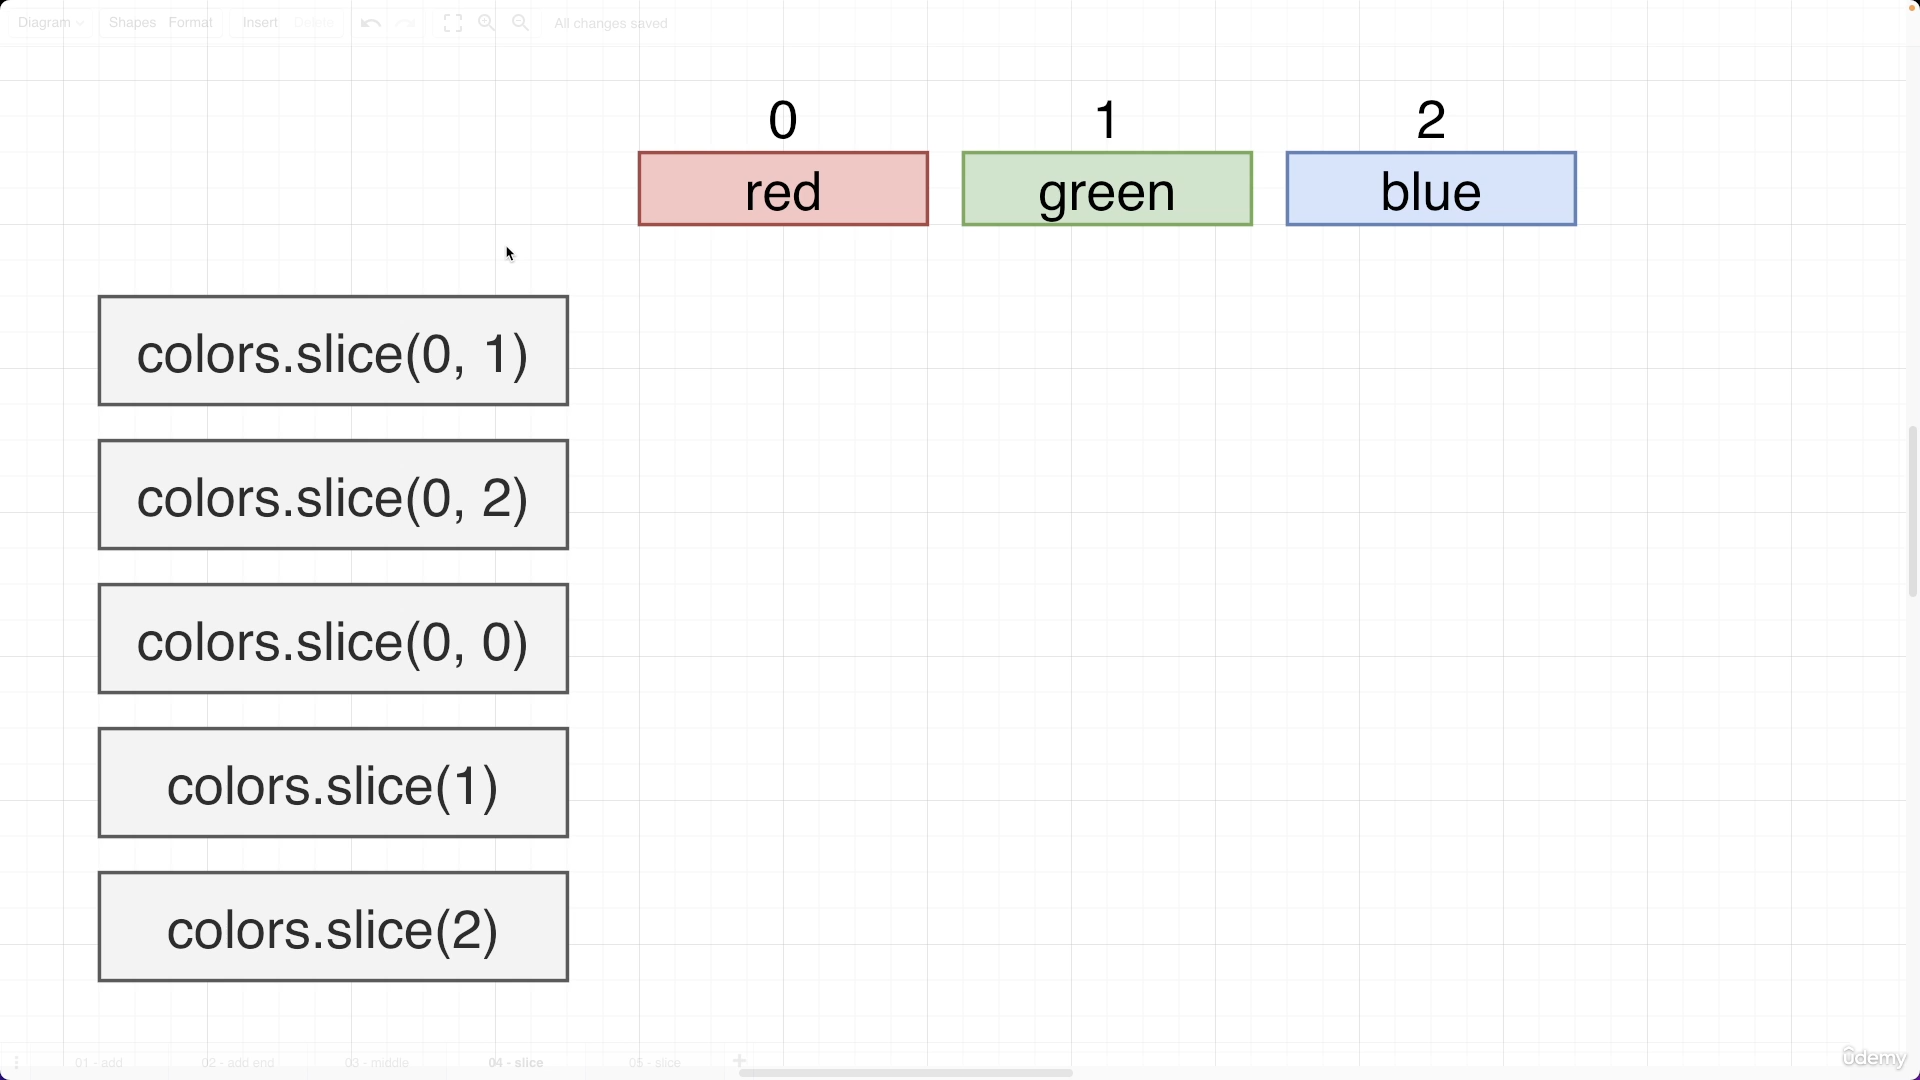 Diagram Shapes Format Insert Delete All changes saved
0 1 2
red green blue
colors.slice(0, 1)
colors.slice(0, 2)
colors.slice(0, 0)
colors.slice(1)
colors.slice(2)
01 - add 02 - add end 03 - middle 04 - slice 05 - slice
ûdemy